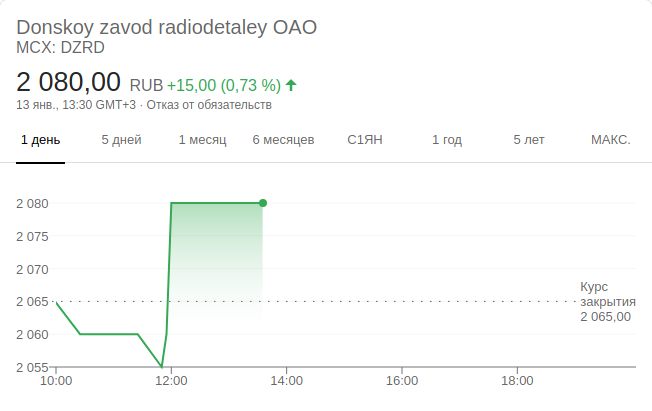 Donskoy zavod radiodetaley OAO
MCX: DZRD
2 080,00 RUB +15,00 (0,73 %)
13 янв., 13:30 GMT+3 · Отказ от обязательств
1 день 5 дней 1 месяц 6 месяцев С1ЯН 1 год 5 лет МАКС.
2 080
2 075
2 070
2 065
2 060
2 055
Курс
закрытия
2 065,00
10:00 12:00 14:00 16:00 18:00